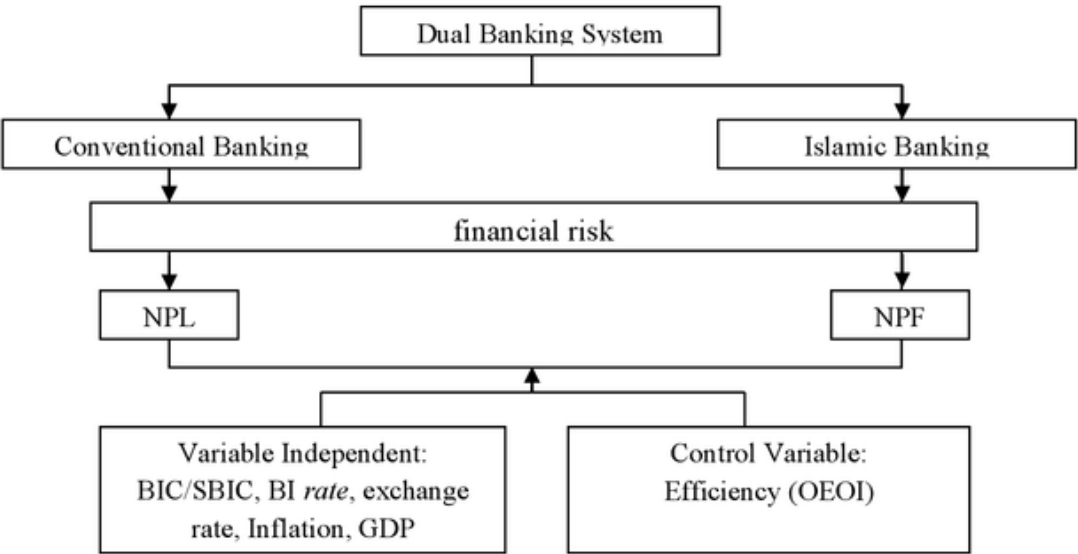 Dual Banking System
Conventional Banking
Islamic Banking
financial risk
NPL
NPF
Variable Independent:
BIC/SBIC, BI rate, exchange
rate, Inflation, GDP
Control Variable:
Efficiency (OEOI)